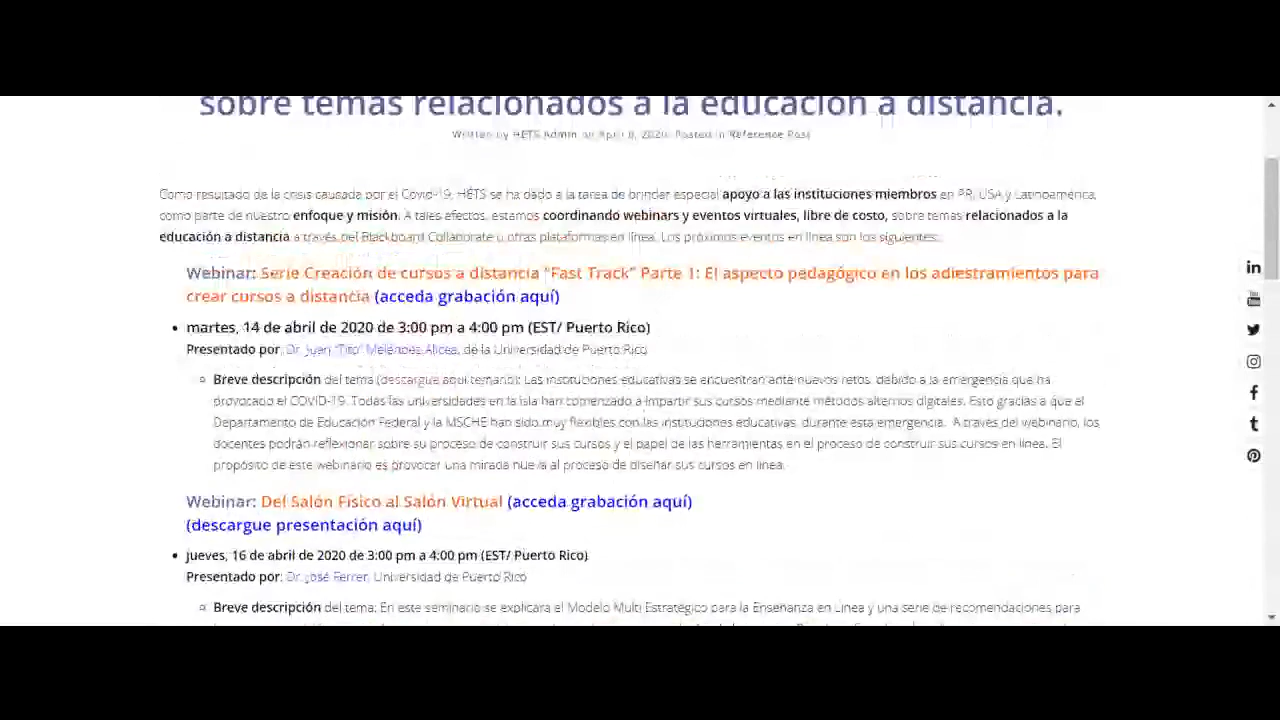 sobre temas relacionados a la educación a distancia.
Written by HETS Admin on April 8, 2020. Posted in Reference Post
Como resultado de la crisis causada por el Covid-19, HETS se ha dado a la tarea de brindar especial apoyo a las instituciones miembros en PR, USA y Latinoamérica,
como parte de nuestro enfoque y misión. A tales efectos, estamos coordinando webinars y eventos virtuales, libre de costo, sobre temas relacionados a la
educación a distancia a través del Blackboard Collaborate u otras plataformas en línea. Los próximos eventos en línea son los siguientes:
Webinar: Serie Creación de cursos a distancia "Fast Track" Parte 1: El aspecto pedagógico en los adiestramientos para
crear cursos a distancia (acceda grabación aquí)
• martes, 14 de abril de 2020 de 3:00 pm a 4:00 pm (EST/ Puerto Rico)
Presentado por: Dr. Juan "Tito" Meléndez Alicea, de la Universidad de Puerto Rico
Breve descripción del tema (descargue aquí temario): Las instituciones educativas se encuentran ante nuevos retos, debido a la emergencia que ha
provocado el COVID-19. Todas las universidades en la isla han comenzado a impartir sus cursos mediante métodos alternos digitales. Esto gracias a que el
Departamento de Educación Federal y la MSCHE han sido muy flexibles con las instituciones educativas, durante esta emergencia. A través del webinario, los
docentes podrán reflexionar sobre su proceso de construir sus cursos y el papel de las herramientas en el proceso de construir sus cursos en línea. El
propósito de este webinario es provocar una mirada nueva al proceso de diseñar sus cursos en línea.
Webinar: Del Salón Físico al Salón Virtual (acceda grabación aquí)
(descargue presentación aquí)
• jueves, 16 de abril de 2020 de 3:00 pm a 4:00 pm (EST/ Puerto Rico)
Presentado por: Dr. José Ferrer, Universidad de Puerto Rico
Breve descripción del tema: En este seminario se explicará el Modelo Multi Estratégico para la Enseñanza en Línea y una serie de recomendaciones para